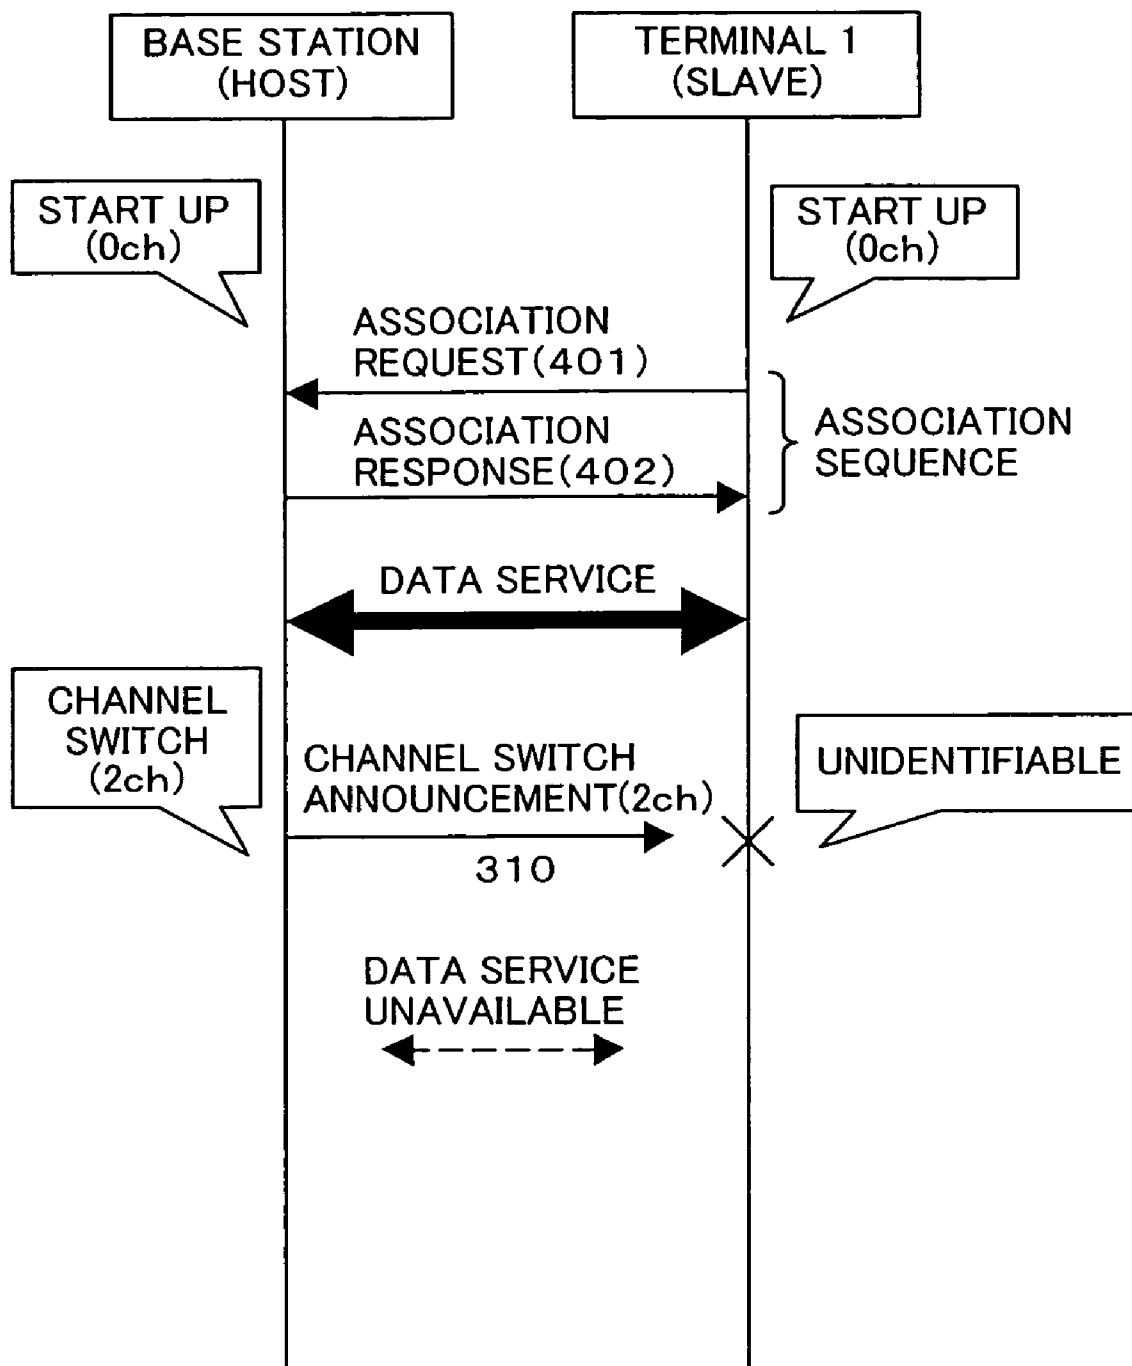 BASE STATION
(HOST)
TERMINAL 1
(SLAVE)
START UP
(0ch)
START UP
(0ch)
ASSOCIATION
REQUEST(401)
ASSOCIATION
RESPONSE(402)
ASSOCIATION
SEQUENCE
DATA SERVICE
CHANNEL
SWITCH
(2ch)
CHANNEL SWITCH
ANNOUNCEMENT(2ch)
310
UNIDENTIFIABLE
DATA SERVICE
UNAVAILABLE